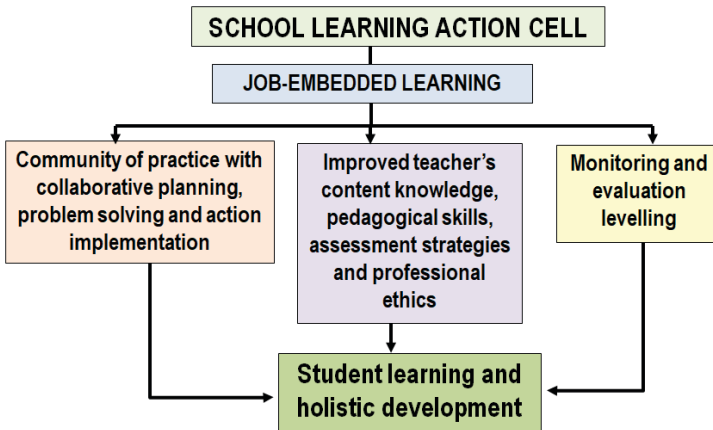 SCHOOL LEARNING ACTION CELL
JOB-EMBEDDED LEARNING
Community of practice with
collaborative planning,
problem solving and action
implementation
Improved teacher's
content knowledge,
pedagogical skills,
assessment strategies
and professional
ethics
Monitoring and
evaluation
levelling
Student learning and
holistic development